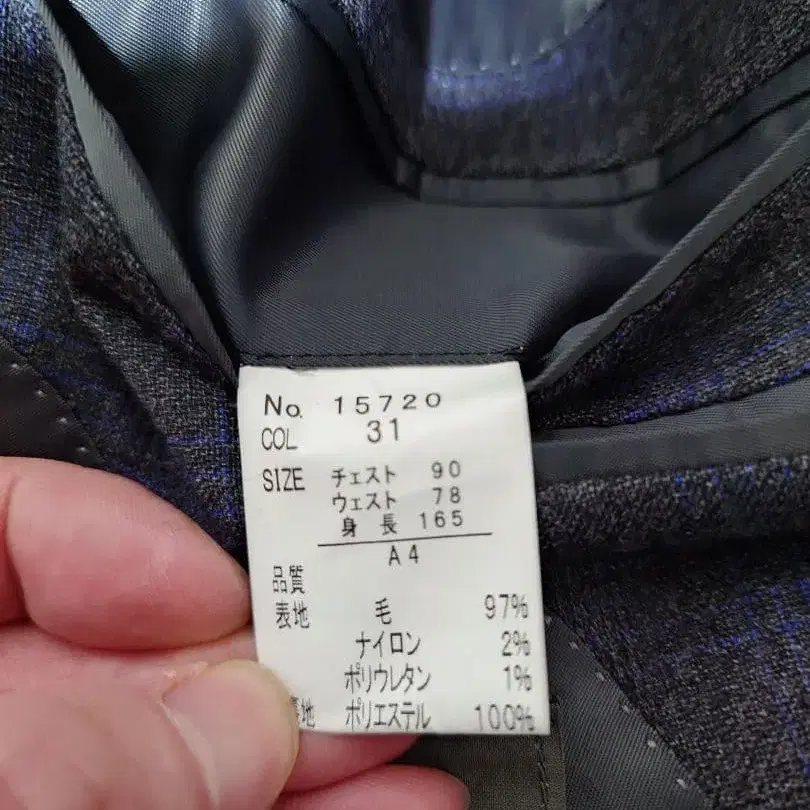 No. 15720
COL 31
SIZE チェスト 90
ウェスト 78
身長 165
A4
品質
表地 毛 97%
ナイロン 2%
ポリウレタン 1%
裏地 ポリエステル 100%